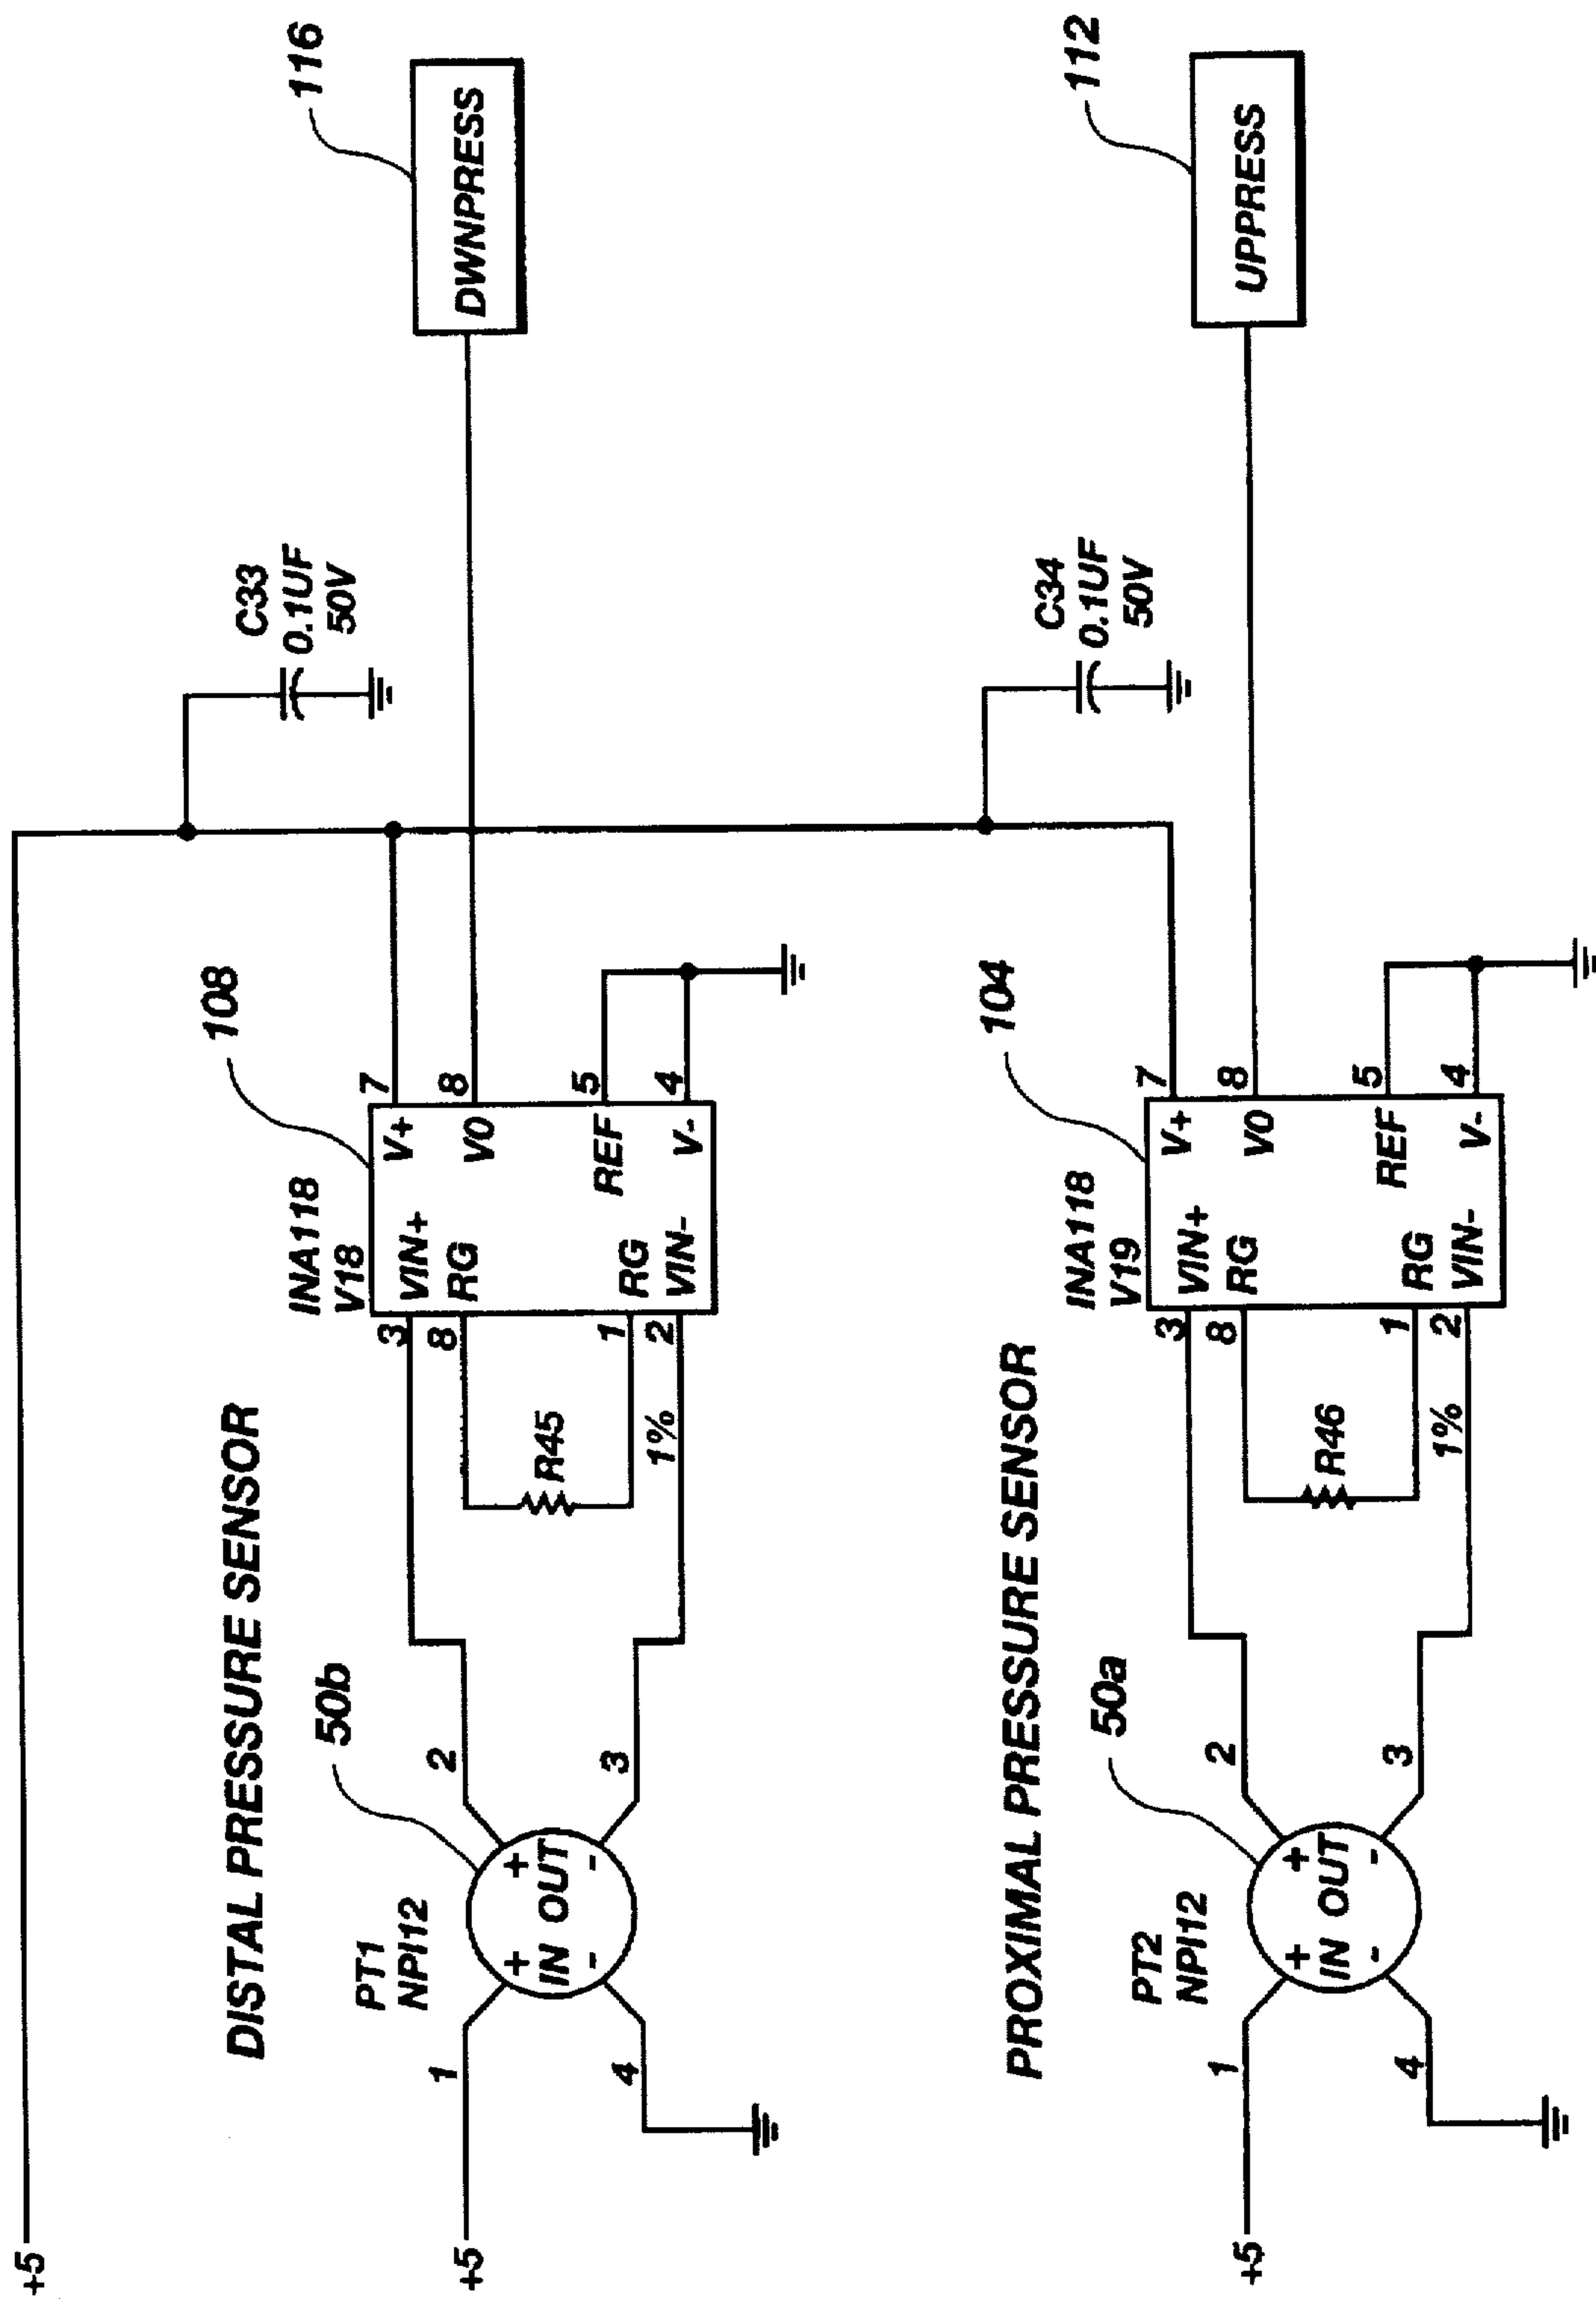 +5
DISTAL PRESSURE SENSOR
+5
1
4
PT1
NPI12
50b
+ +
IN OUT
- -
2
3
R45
1%
3
8
1
2
INA118
V18
108
VIN+
RG
RG
VIN-
V+
V0
REF
V-
7
8
5
4
C33
0.1UF
50V
DWNPRESS
116
PROXIMAL PRESSURE SENSOR
+5
1
4
PT2
NPI12
50a
+ +
IN OUT
- -
2
3
R46
1%
3
8
1
2
INA118
V19
104
VIN+
RG
RG
VIN-
V+
V0
REF
V-
7
8
5
4
C34
0.1UF
50V
UPPRESS
112